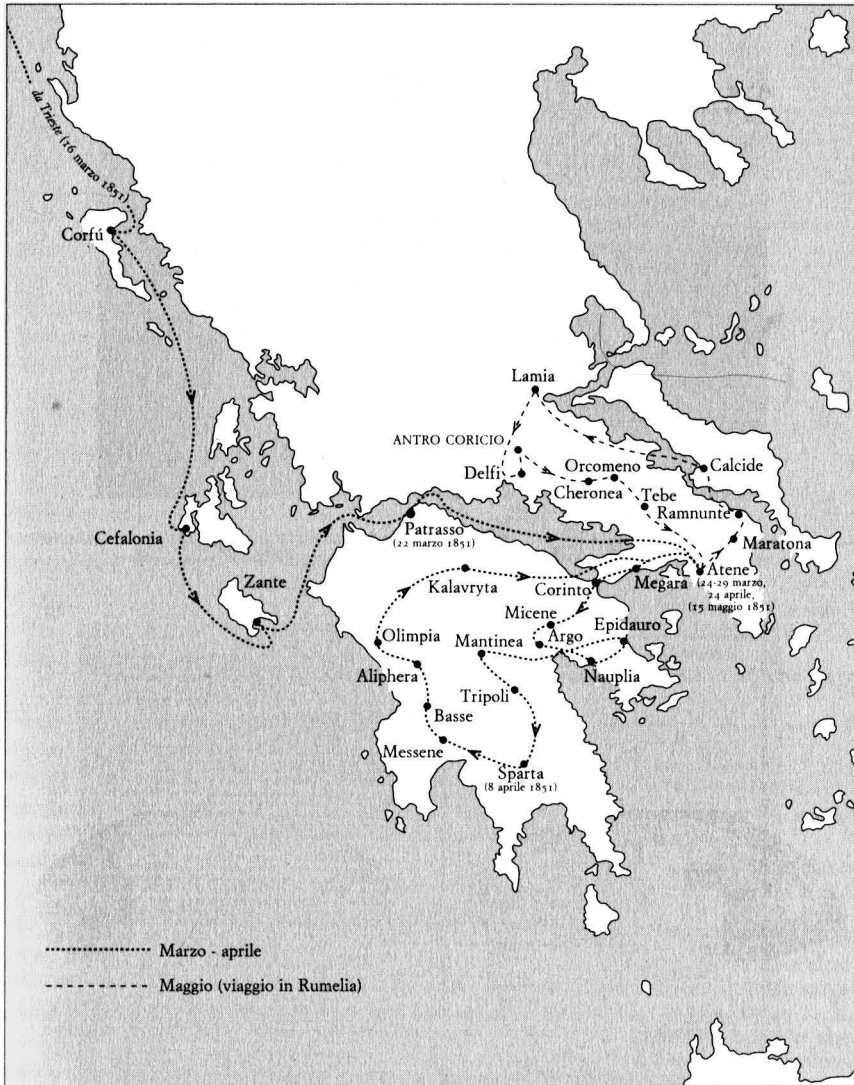 da Trieste (16 marzo 1851)
Corfú
Lamia
ANTRO CORICIO
Delfi
Orcomeno
Cheronea
Calcide
Tebe
Ramnunte
Maratona
Cefalonia
Patrasso
(22 marzo 1851)
Atene
(24-29 marzo,
24 aprile,
(15 maggio 1851)
Zante
Kalavryta
Corinto
Megara
Micene
Epidauro
Olimpia
Mantinea
Argo
Nauplia
Aliphera
Tripoli
Basse
Messene
Sparta
(8 aprile 1851)
Marzo - aprile
Maggio (viaggio in Rumelia)